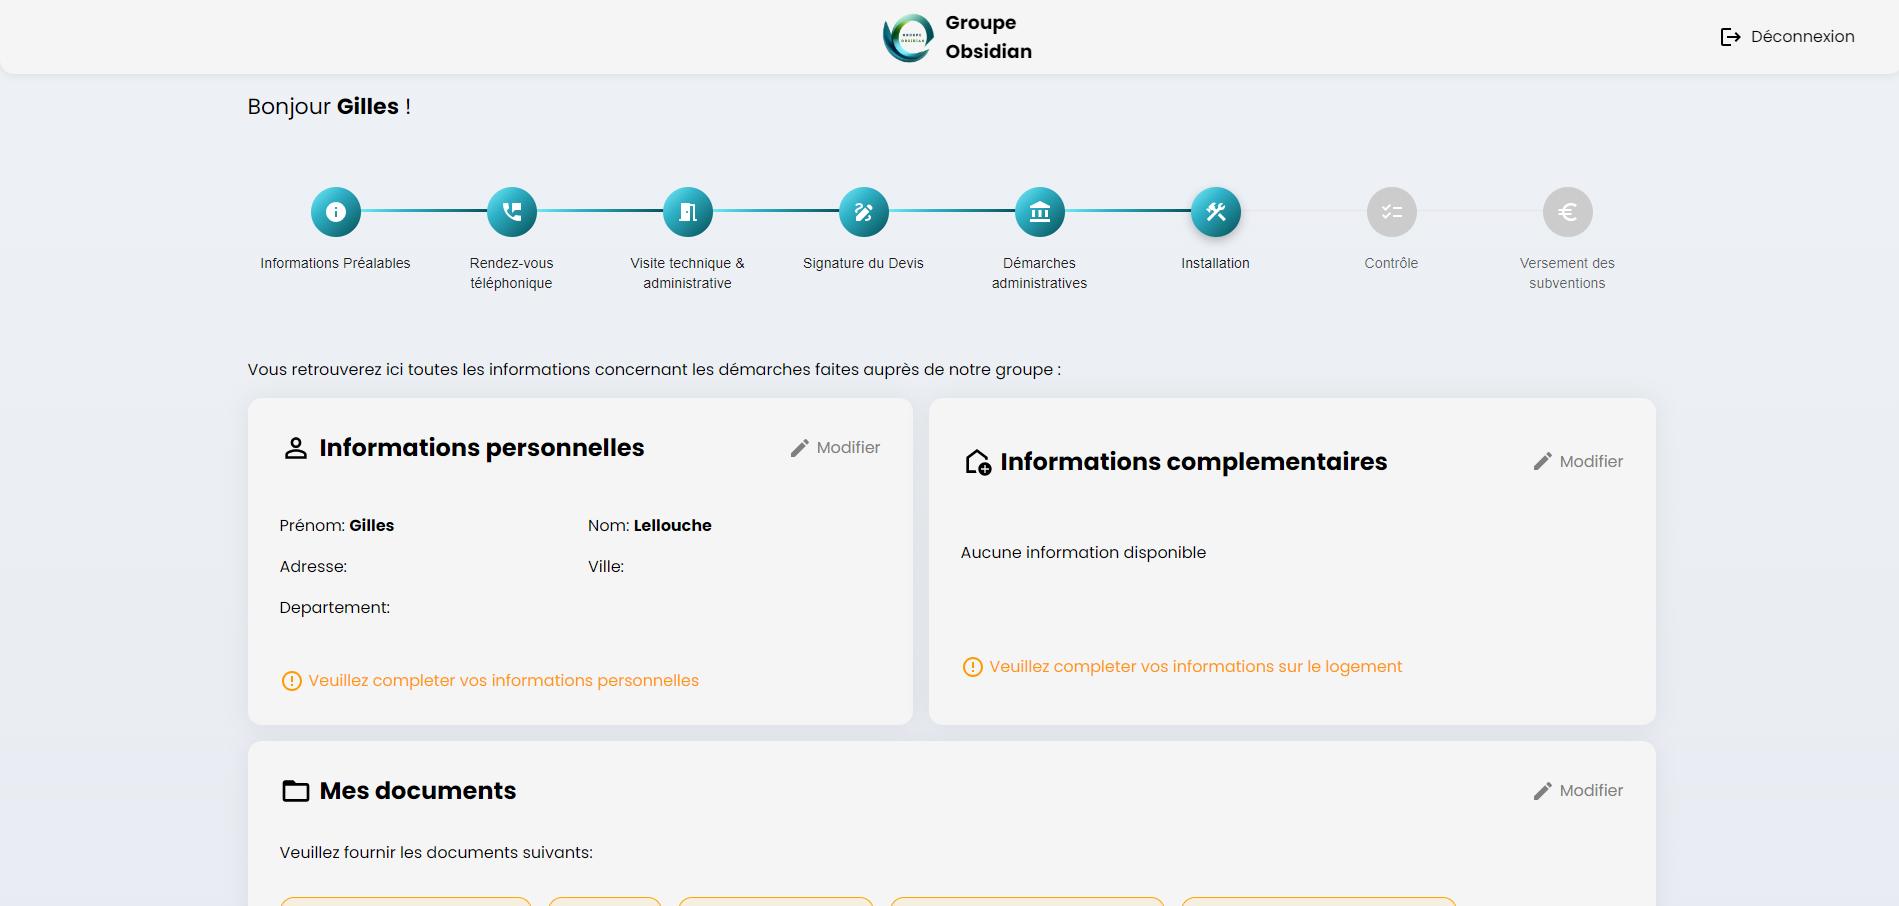 Groupe
Obsidian
GROUPE
OBSIDIAN
Déconnexion
Bonjour Gilles !
Informations Préalables
Rendez-vous
téléphonique
Visite technique &
administrative
Signature du Devis
Démarches
administratives
Installation
Contrôle
Versement des
subventions
Vous retrouverez ici toutes les informations concernant les démarches faites auprès de notre groupe :
Informations personnelles
Modifier
Prénom: Gilles
Nom: Lellouche
Adresse:
Ville:
Departement:
Veuillez completer vos informations personnelles
Informations complementaires
Modifier
Aucune information disponible
Veuillez completer vos informations sur le logement
Mes documents
Modifier
Veuillez fournir les documents suivants: